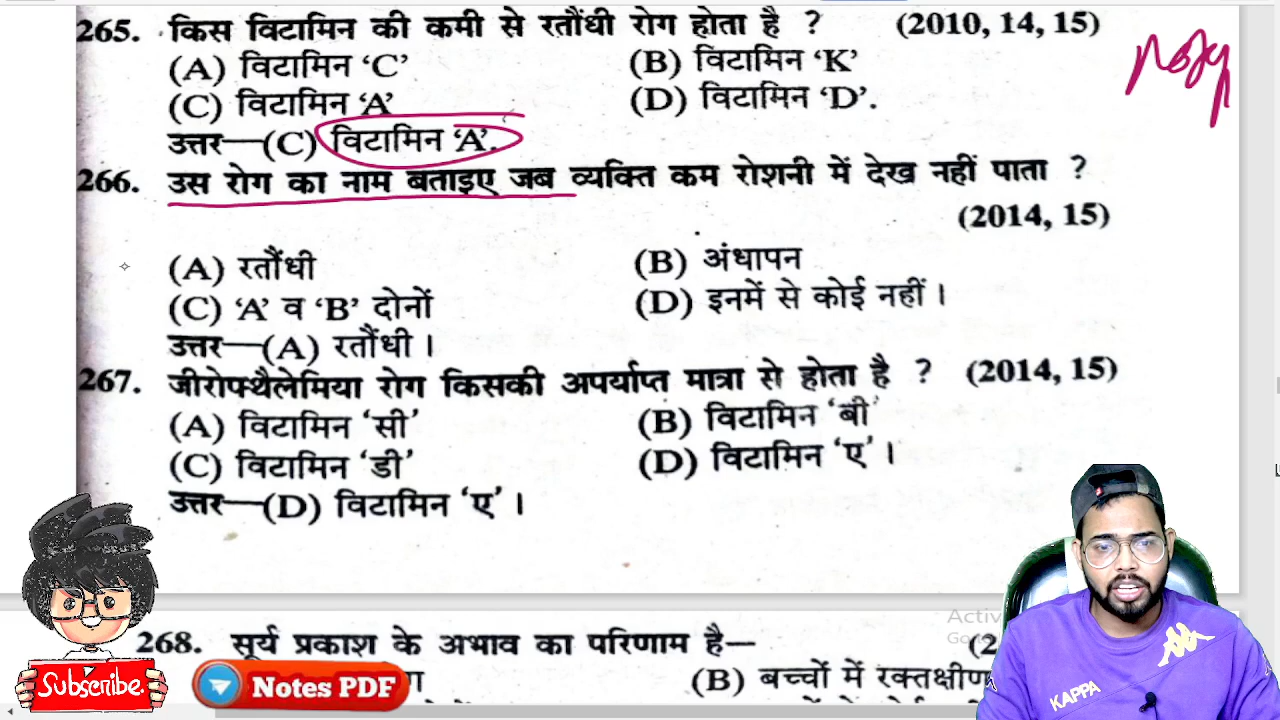 265. किस विटामिन की कमी से रतौंधी रोग होता है ? (2010, 14, 15)
(A) विटामिन ‘C’ (B) विटामिन ‘K’
(C) विटामिन ‘A’ (D) विटामिन ‘D’.
उत्तर—(C) विटामिन ‘A’.
266. उस रोग का नाम बताइए जब व्यक्ति कम रोशनी में देख नहीं पाता ?
(2014, 15)
(A) रतौंधी (B) अंधापन
(C) ‘A’ व ‘B’ दोनों (D) इनमें से कोई नहीं ।
उत्तर—(A) रतौंधी ।
267. जीरोफ्थैलेमिया रोग किसकी अपर्याप्त मात्रा से होता है ? (2014, 15)
(A) विटामिन ‘सी’ (B) विटामिन ‘बी’
(C) विटामिन ‘डी’ (D) विटामिन ‘ए’ ।
उत्तर—(D) विटामिन ‘ए’ ।
268. सूर्य प्रकाश के अभाव का परिणाम है—
(B) बच्चों में रक्तक्षीण
Subscribe.
Notes PDF
KAPPA